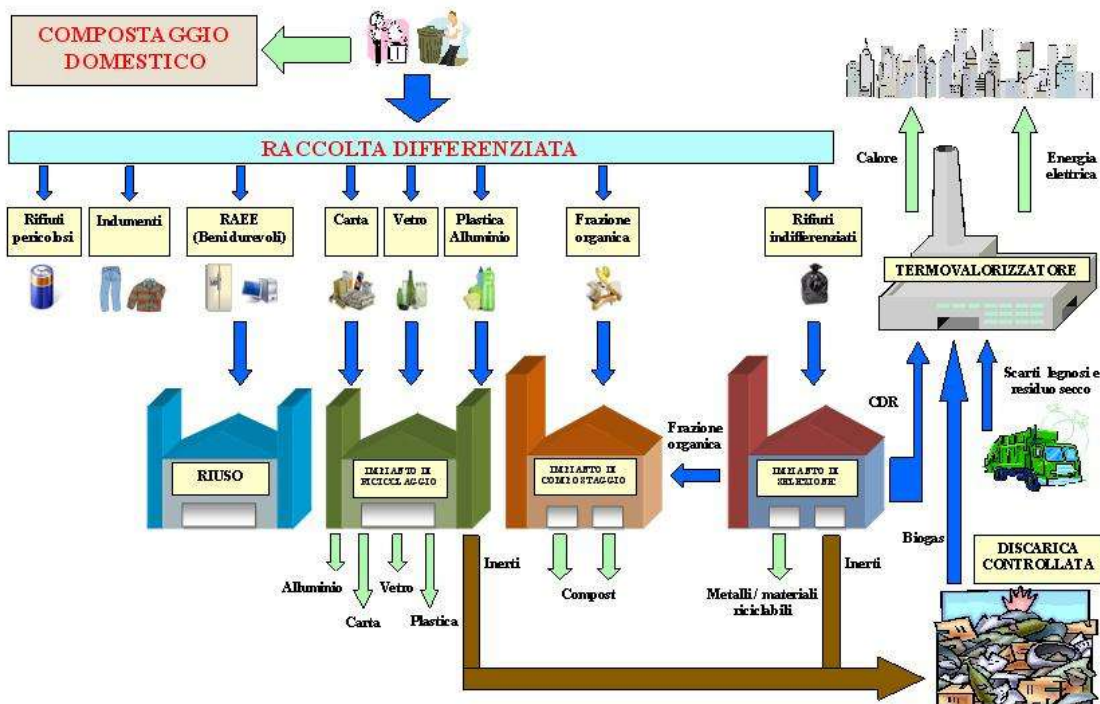 COMPOSTAGGIO
DOMESTICO
RACCOLTA DIFFERENZIATA
Rifiuti
pericolosi
Indumenti
RAEE
(Beni durevoli)
Carta
Vetro
Plastica
Alluminio
Frazione
organica
Rifiuti
indifferenziati
Calore
Energia
elettrica
TERMOVALORIZZATORE
Scarti legnosi e
residuo secco
CDR
Frazione
organica
RIUSO
IMPIANTO DI
RICICLAGGIO
IMPIANTO DI
COMPOSTAGGIO
IMPIANTO DI
SELEZIONE
Biogas
DISCARICA
CONTROLLATA
Alluminio
Carta
Vetro
Plastica
Inerti
Compost
Metalli / materiali
riciclabili
Inerti